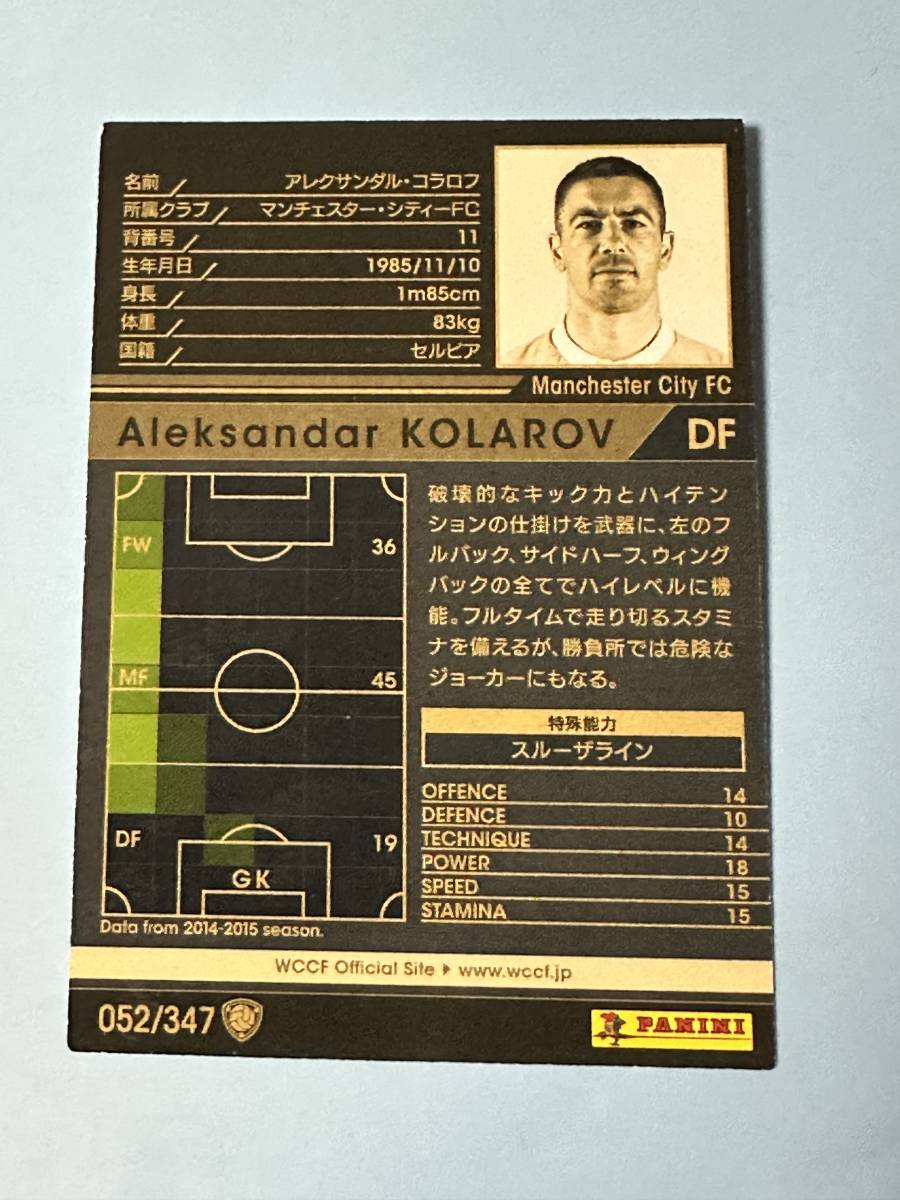 名前 アレクサンダル・コラロフ
所属クラブ マンチェスター・シティーFC
背番号 11
生年月日 1985/11/10
身長 1m85cm
体重 83kg
国籍 セルビア
Manchester City FC
Aleksandar KOLAROV DF
FW 36
MF 45
DF 19
GK
Data from 2014-2015 season.
破壊的なキック力とハイテン
ションの仕掛けを武器に、左のフ
ルバック、サイドハーフ、ウィング
バックの全てでハイレベルに機
能。フルタイムで走り切るスタミ
ナを備えるが、勝負所では危険な
ジョーカーにもなる。
特殊能力
スルーザライン
OFFENCE 14
DEFENCE 10
TECHNIQUE 14
POWER 18
SPEED 15
STAMINA 15
WCCF Official Site ▶ www.wccf.jp
052/347
PANINI